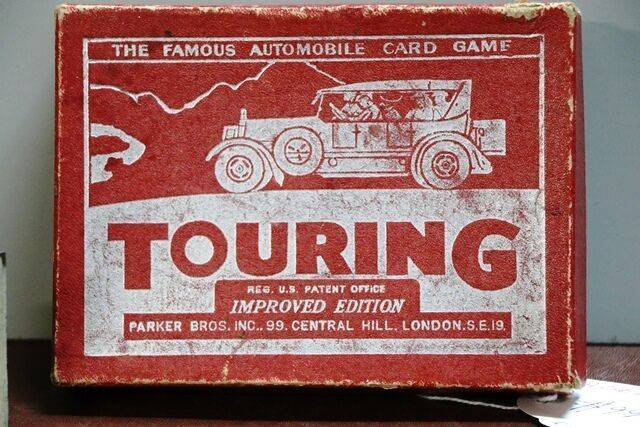 THE FAMOUS AUTOMOBILE CARD GAME
TOURING
REG. U.S. PATENT OFFICE
IMPROVED EDITION
PARKER BROS. INC., 99, CENTRAL HILL, LONDON.S.E.19.